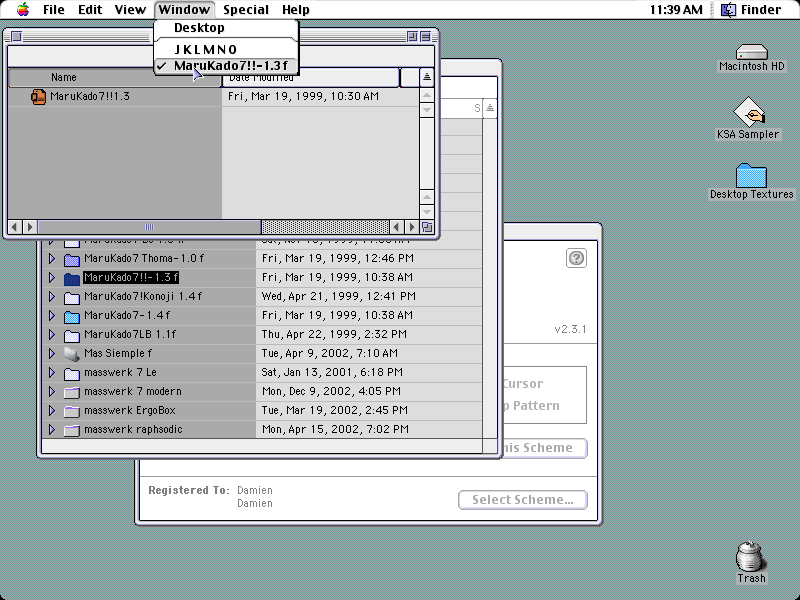 File Edit View Window Special Help 11:39 AM Finder
Desktop
J K L M N O
✓ MaruKado7!!-1.3f
Name Date Modified
MaruKado7!!1.3 Fri, Mar 19, 1999, 10:30 AM
S
MaruKado7 Thoma-1.0 f Fri, Mar 19, 1999, 12:46 PM
MaruKado7!!-1.3 f Fri, Mar 19, 1999, 10:38 AM
MaruKado7!Konoji 1.4 f Wed, Apr 21, 1999, 12:41 PM
MaruKado7-1.4 f Fri, Mar 19, 1999, 10:38 AM
MaruKado7LB 1.1f Thu, Apr 22, 1999, 2:32 PM
Mas Siemple f Tue, Apr 9, 2002, 7:10 AM
masswerk 7 Le Sat, Jan 13, 2001, 6:18 PM
masswerk 7 modern Mon, Dec 9, 2002, 4:05 PM
masswerk ErgoBox Tue, Mar 19, 2002, 2:45 PM
masswerk raphsodic Mon, Apr 15, 2002, 7:02 PM
v2.3.1
Cursor
Pattern
Scheme
Registered To: Damien
Damien
Select Scheme...
Macintosh HD
KSA Sampler
Desktop Textures
Trash